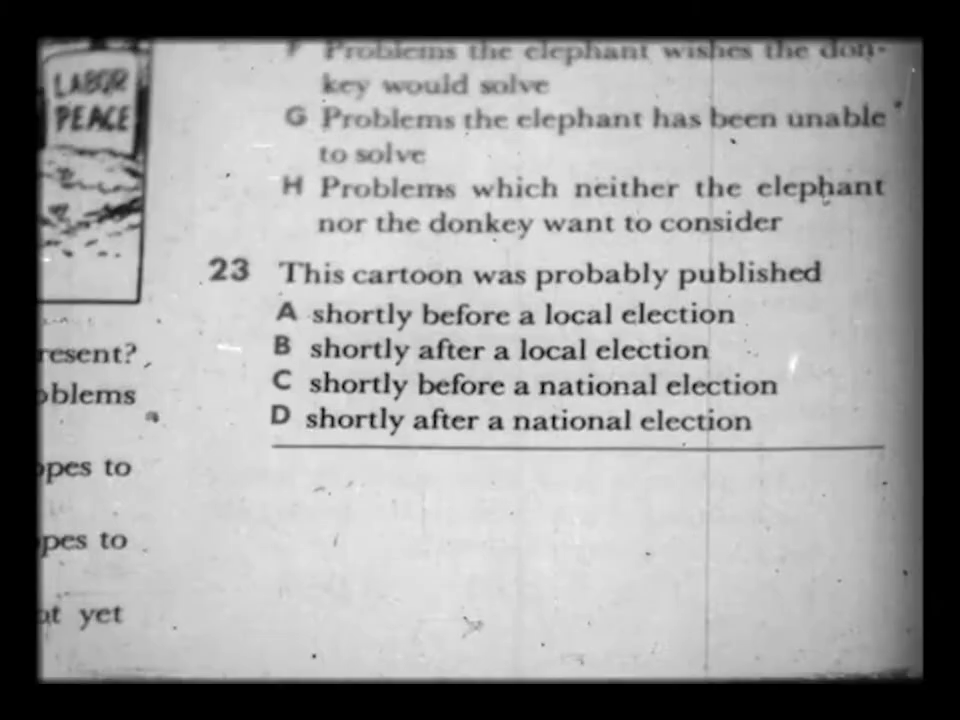 LABOR
PEACE
resent?
oblems
opes to
pes to
at yet
F Problems the elephant wishes the don-
key would solve
G Problems the elephant has been unable
to solve
H Problems which neither the elephant
nor the donkey want to consider
23 This cartoon was probably published
A shortly before a local election
B shortly after a local election
C shortly before a national election
D shortly after a national election